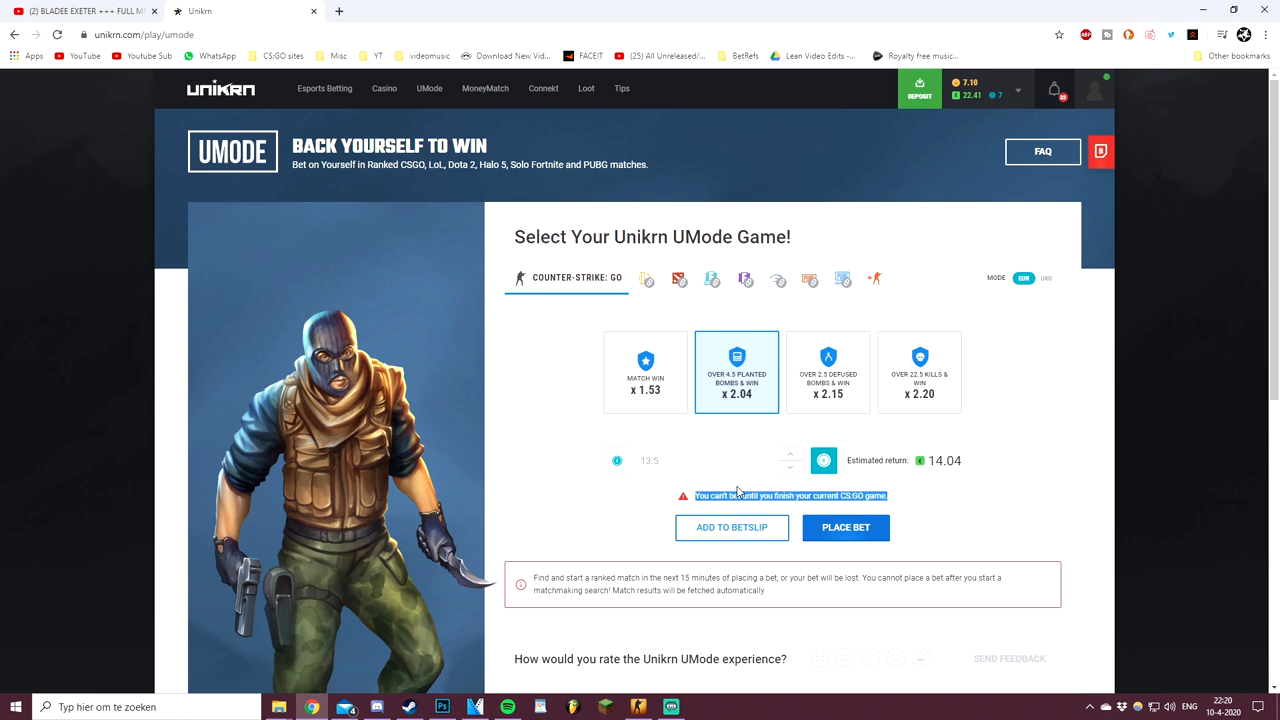 (2) BLADEE EXETER +++ FULL MI
Unikrn
unikrn.com/play/umode
Apps
YouTube
Youtube Sub
WhatsApp
CS:GO sites
Misc
YT
videomusic
Download New Vid...
FACEIT
(25) All Unreleased/...
BetRefs
Lean Video Edits -...
Royalty free music...
Other bookmarks
UNIKRN
Esports Betting
Casino
UMode
MoneyMatch
Connekt
Loot
Tips
DEPOSIT
7.10
22.41
7
UMODE
BACK YOURSELF TO WIN
Bet on Yourself in Ranked CSGO, LoL, Dota 2, Halo 5, Solo Fortnite and PUBG matches.
FAQ
Select Your Unikrn UMode Game!
COUNTER-STRIKE: GO
MODE
EUR
UKG
MATCH WIN
x 1.53
OVER 4.5 PLANTED
BOMBS & WIN
x 2.04
OVER 2.5 DEFUSED
BOMBS & WIN
x 2.15
OVER 22.5 KILLS &
WIN
x 2.20
13.5
Estimated return:
14.04
You can't bet until you finish your current CS:GO game.
ADD TO BETSLIP
PLACE BET
Find and start a ranked match in the next 15 minutes of placing a bet, or your bet will be lost. You cannot place a bet after you start a
matchmaking search! Match results will be fetched automatically.
How would you rate the Unikrn UMode experience?
SEND FEEDBACK
Typ hier om te zoeken
4
ENG
22:20
10-4-2020